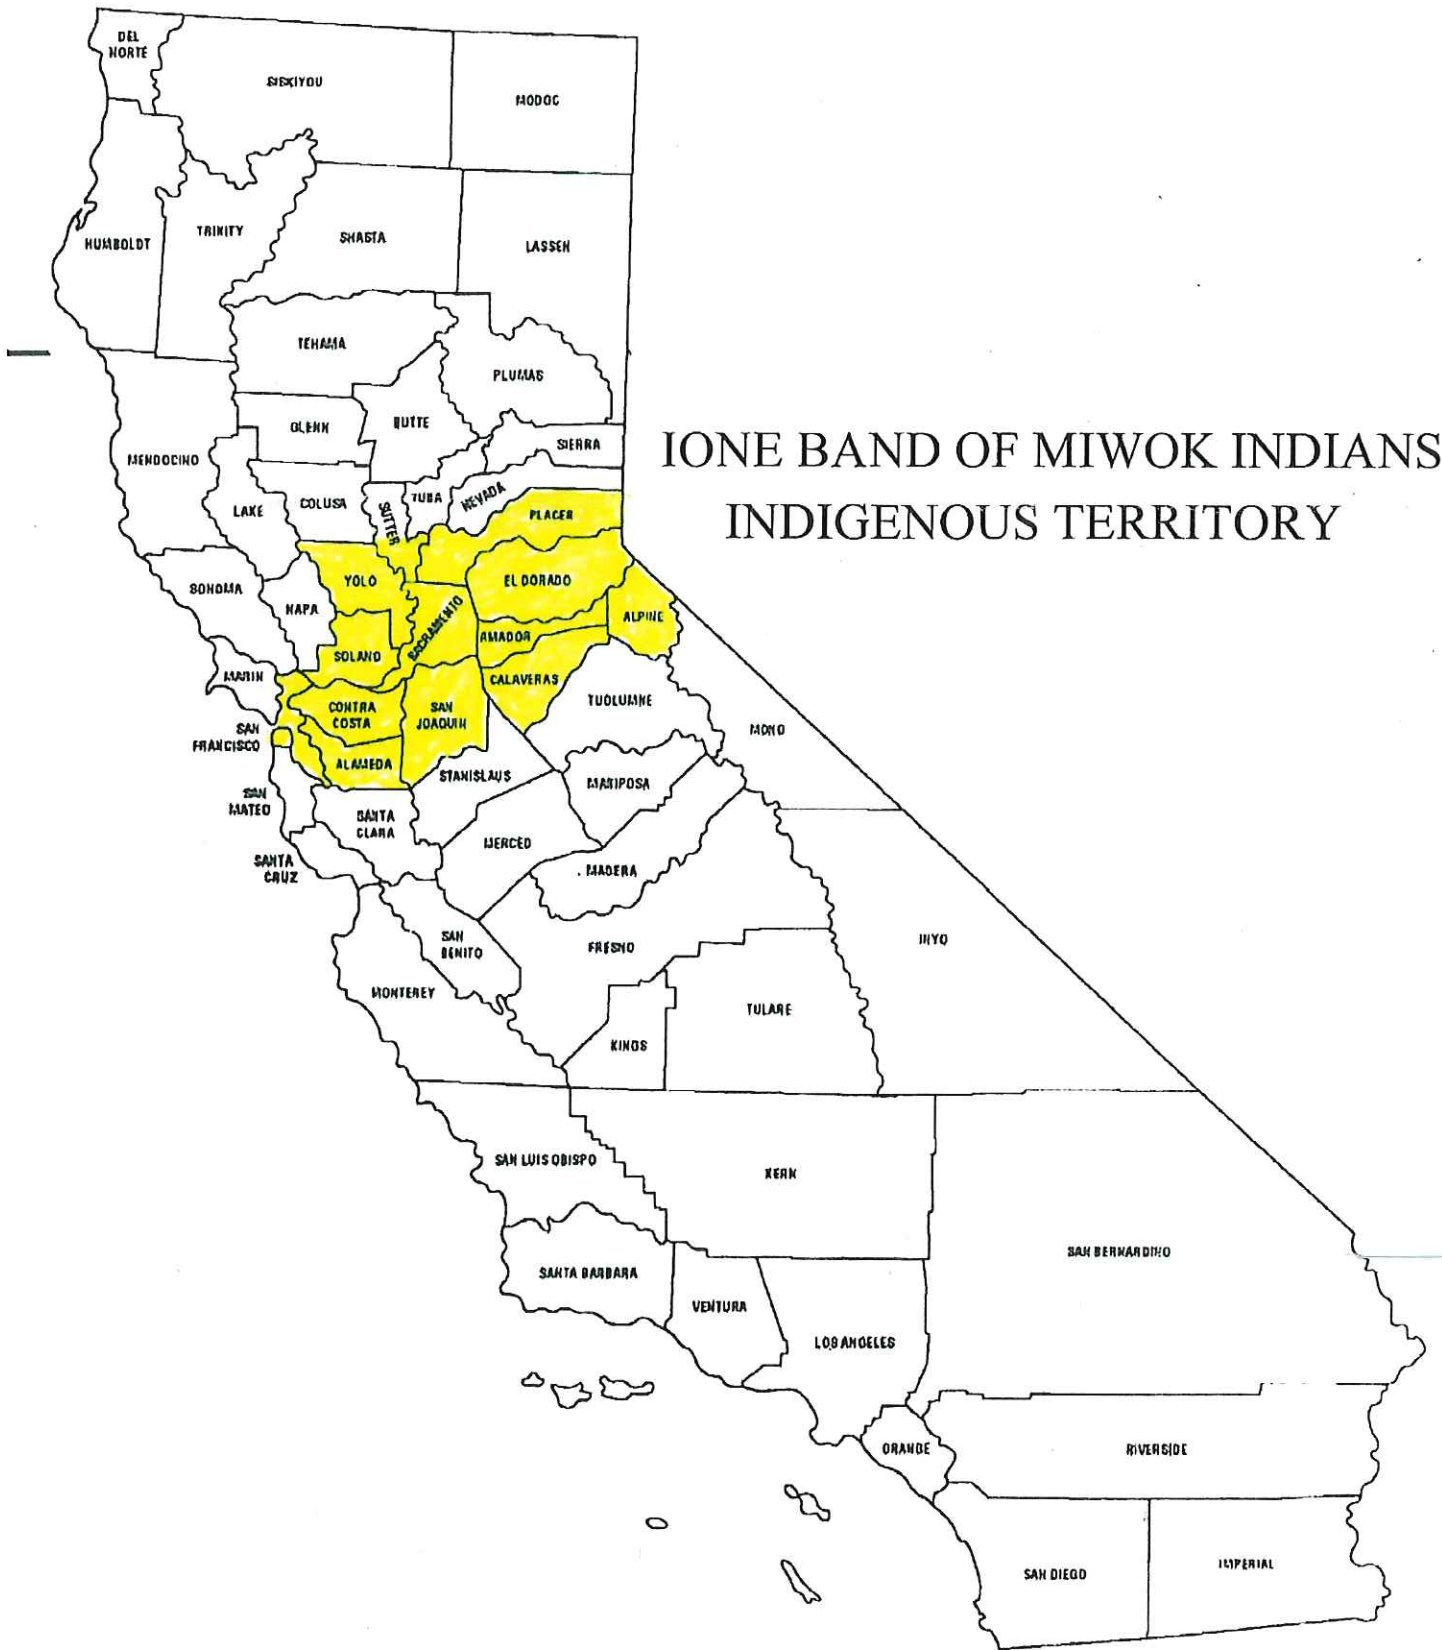 DEL
NORTE
SISKIYOU
MODOC
HUMBOLDT
TRINITY
SHASTA
LASSEN
TEHAMA
PLUMAS
GLENN
BUTTE
SIERRA
MENDOCINO
LAKE
COLUSA
SUTTER
YUBA
NEVADA
PLACER
IONE BAND OF MIWOK INDIANS
INDIGENOUS TERRITORY
SONOMA
NAPA
YOLO
EL DORADO
SACRAMENTO
ALPINE
AMADOR
SOLANO
MARIN
CALAVERAS
CONTRA
COSTA
SAN
JOAQUIN
TUOLUMNE
MONO
SAN
FRANCISCO
ALAMEDA
STANISLAUS
MARIPOSA
SAN
MATEO
SANTA
CLARA
MERCED
SANTA
CRUZ
MADERA
SAN
BENITO
FRESNO
INYO
MONTEREY
TULARE
KINGS
SAN LUIS OBISPO
KERN
SAN BERNARDINO
SANTA BARBARA
VENTURA
LOS ANGELES
ORANGE
RIVERSIDE
SAN DIEGO
IMPERIAL